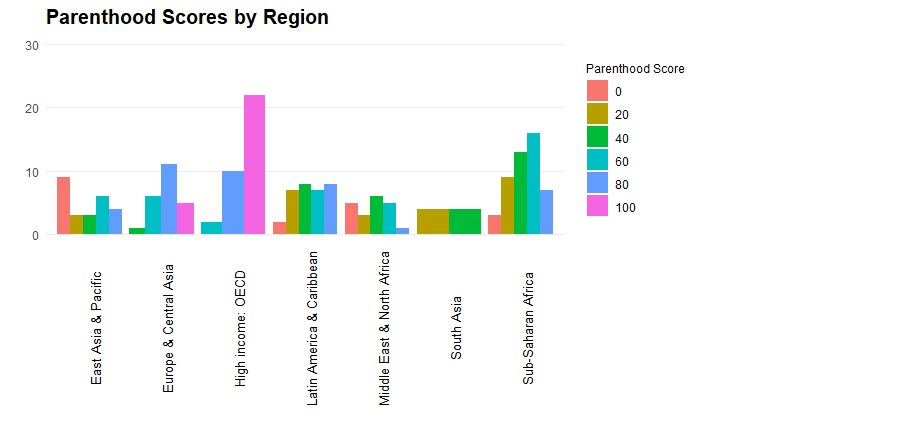 Parenthood Scores by Region
30
20
10
0
East Asia & Pacific
Europe & Central Asia
High income: OECD
Latin America & Caribbean
Middle East & North Africa
South Asia
Sub-Saharan Africa
Parenthood Score
0
20
40
60
80
100